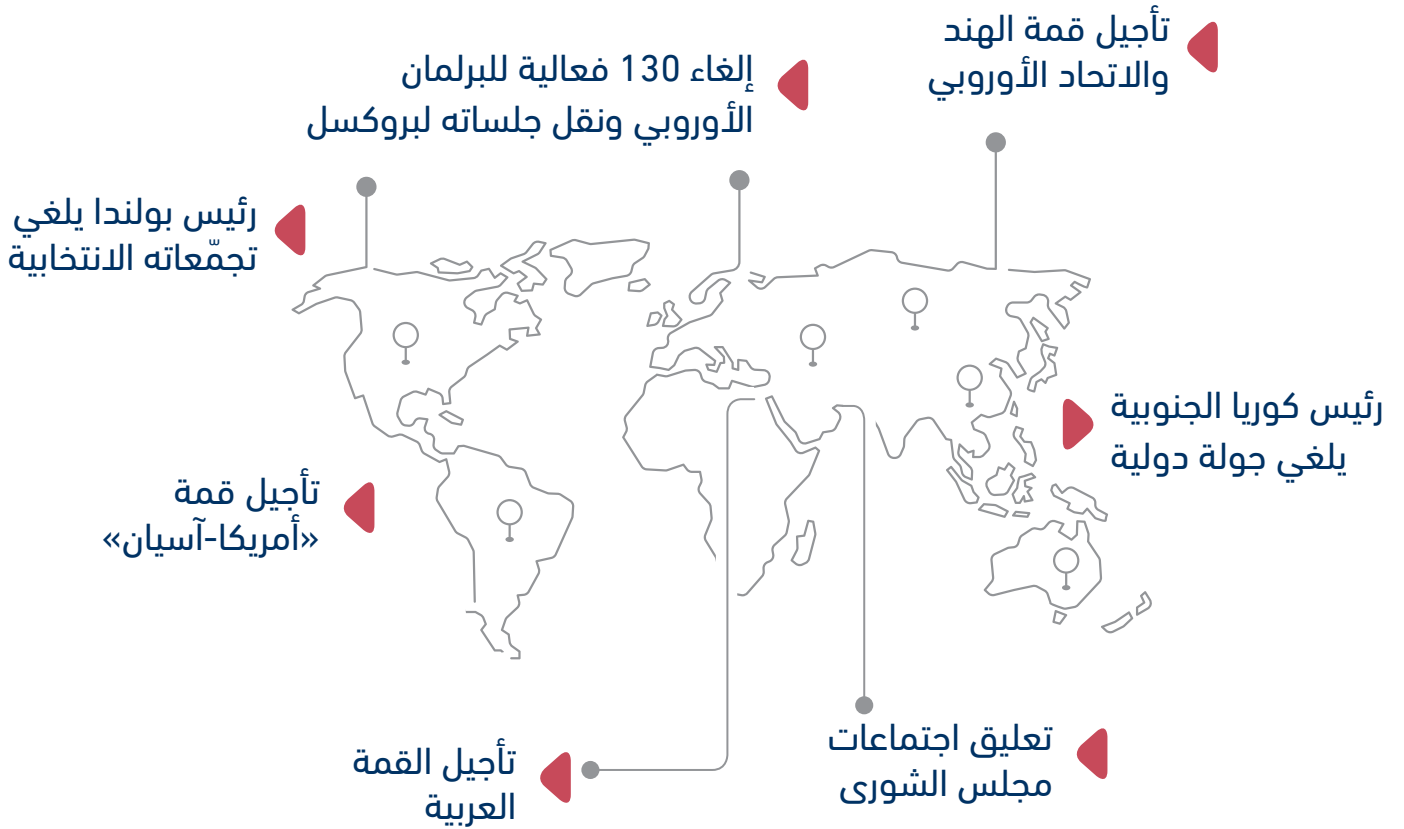 تأجيل قمة الهند
والاتحاد الأوروبي
إلغاء 130 فعالية للبرلمان
الأوروبي ونقل جلساته لبروكسل
رئيس بولندا يلغي
تجمّعاته الانتخابية
رئيس كوريا الجنوبية
يلغي جولة دولية
تأجيل قمة
«أمريكا-آسيان»
تعليق اجتماعات
مجلس الشورى
تأجيل القمة
العربية